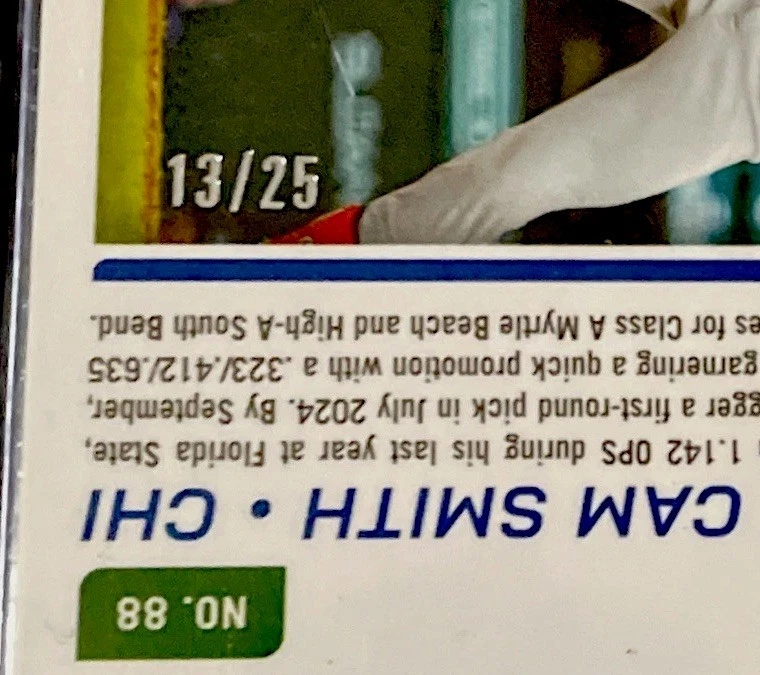 NO. 88
CAM SMITH • CHI
1.142 OPS during his last year at Florida State,
a first-round pick in July 2024. By September,
garnering a quick promotion with a .323/.412/.635
for Class A Myrtle Beach and High-A South Bend.
13/25